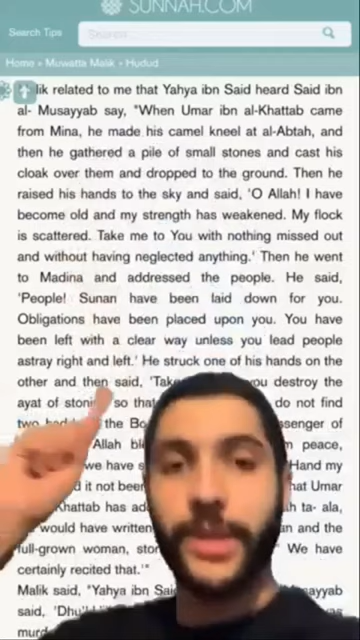 SUNNAH.COM
Search Tips
Search
Home » Muwatta Malik » Hudud
lik related to me that Yahya ibn Said heard Said ibn
al- Musayyab say, "When Umar ibn al-Khattab came
from Mina, he made his camel kneel at al-Abtah, and
then he gathered a pile of small stones and cast his
cloak over them and dropped to the ground. Then he
raised his hands to the sky and said, 'O Allah! I have
become old and my strength has weakened. My flock
is scattered. Take me to You with nothing missed out
and without having neglected anything.' Then he went
to Madina and addressed the people. He said,
'People! Sunan have been laid down for you.
Obligations have been placed upon you. You have
been left with a clear way unless you lead people
astray right and left.' He struck one of his hands on the
other and then said, 'Take you destroy the
ayat of stoni so that do not find
two the Bo ssenger of
Allah bl m peace,
we have s Hand my
d it not been hat Umar
Khattab has ad ah ta- ala,
would have written an and the
full-grown woman, ston We have
certainly recited that.'"
Malik said, "Yahya ibn Said ayyab
said, 'Dhu'l-H was
murd